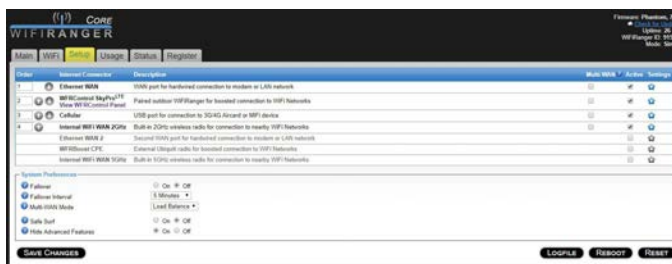 ((ı)) CORE
WIFIRANGER
Firmware: Phantom,
Check for
Uptime: 26
WiFiRanger ID:
Mode:
Main WiFi Setup Usage Status Register
Order Internet Connector Description Multi WAN ? Active Settings
1 Ethernet WAN WAN port for hardwired connection to modem or LAN network
2 WFRControl SkyPro LTE Paired outdoor WiFiRanger for boosted connection to WiFi Networks
View WFRControl Panel
3 Cellular USB port for connection to 3G/4G Aircard or MiFi device
4 Internal WiFi WAN 2GHz Built-in 2GHz wireless radio for connection to nearby WiFi Networks
Ethernet WAN 2 Second WAN port for hardwired connection to modem or LAN network
WFRBoost CPE External Ubiquiti radio for boosted connection to WiFi Networks
Internal WiFi WAN 5GHz Built-in 5GHz wireless radio for connection to nearby WiFi Networks
System Preferences
? Failover On Off
? Failover Interval 5 Minutes
? Multi-WAN Mode Load Balance
? Safe Surf On Off
? Hide Advanced Features On Off
SAVE CHANGES LOGFILE REBOOT RESET